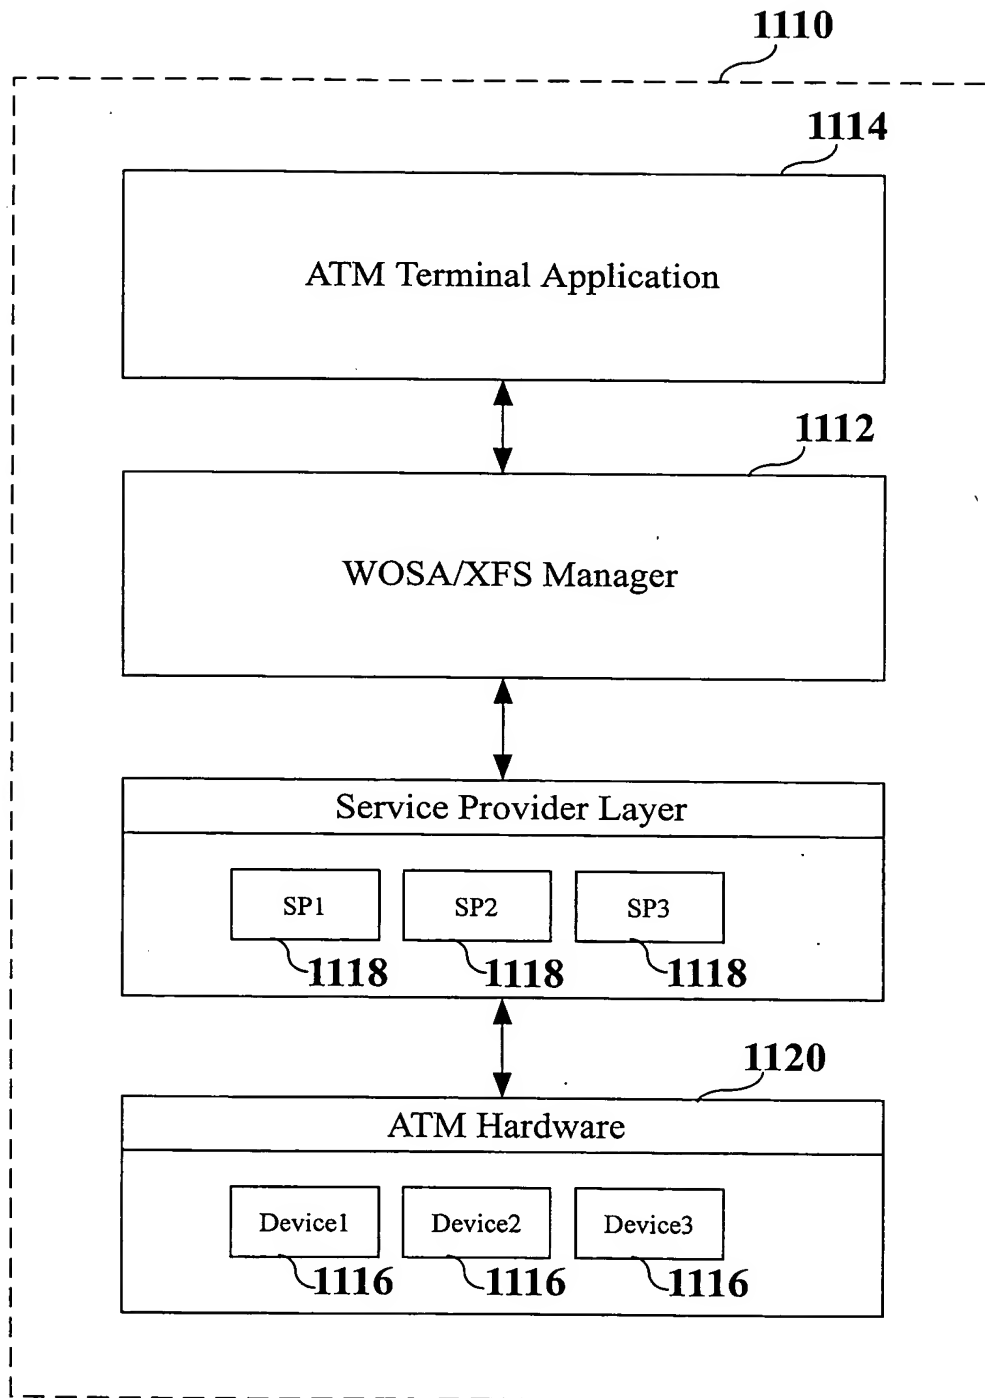 1110
1114
ATM Terminal Application
1112
WOSA/XFS Manager
Service Provider Layer
SP1 SP2 SP3
1118 1118 1118
1120
ATM Hardware
Device1 Device2 Device3
1116 1116 1116